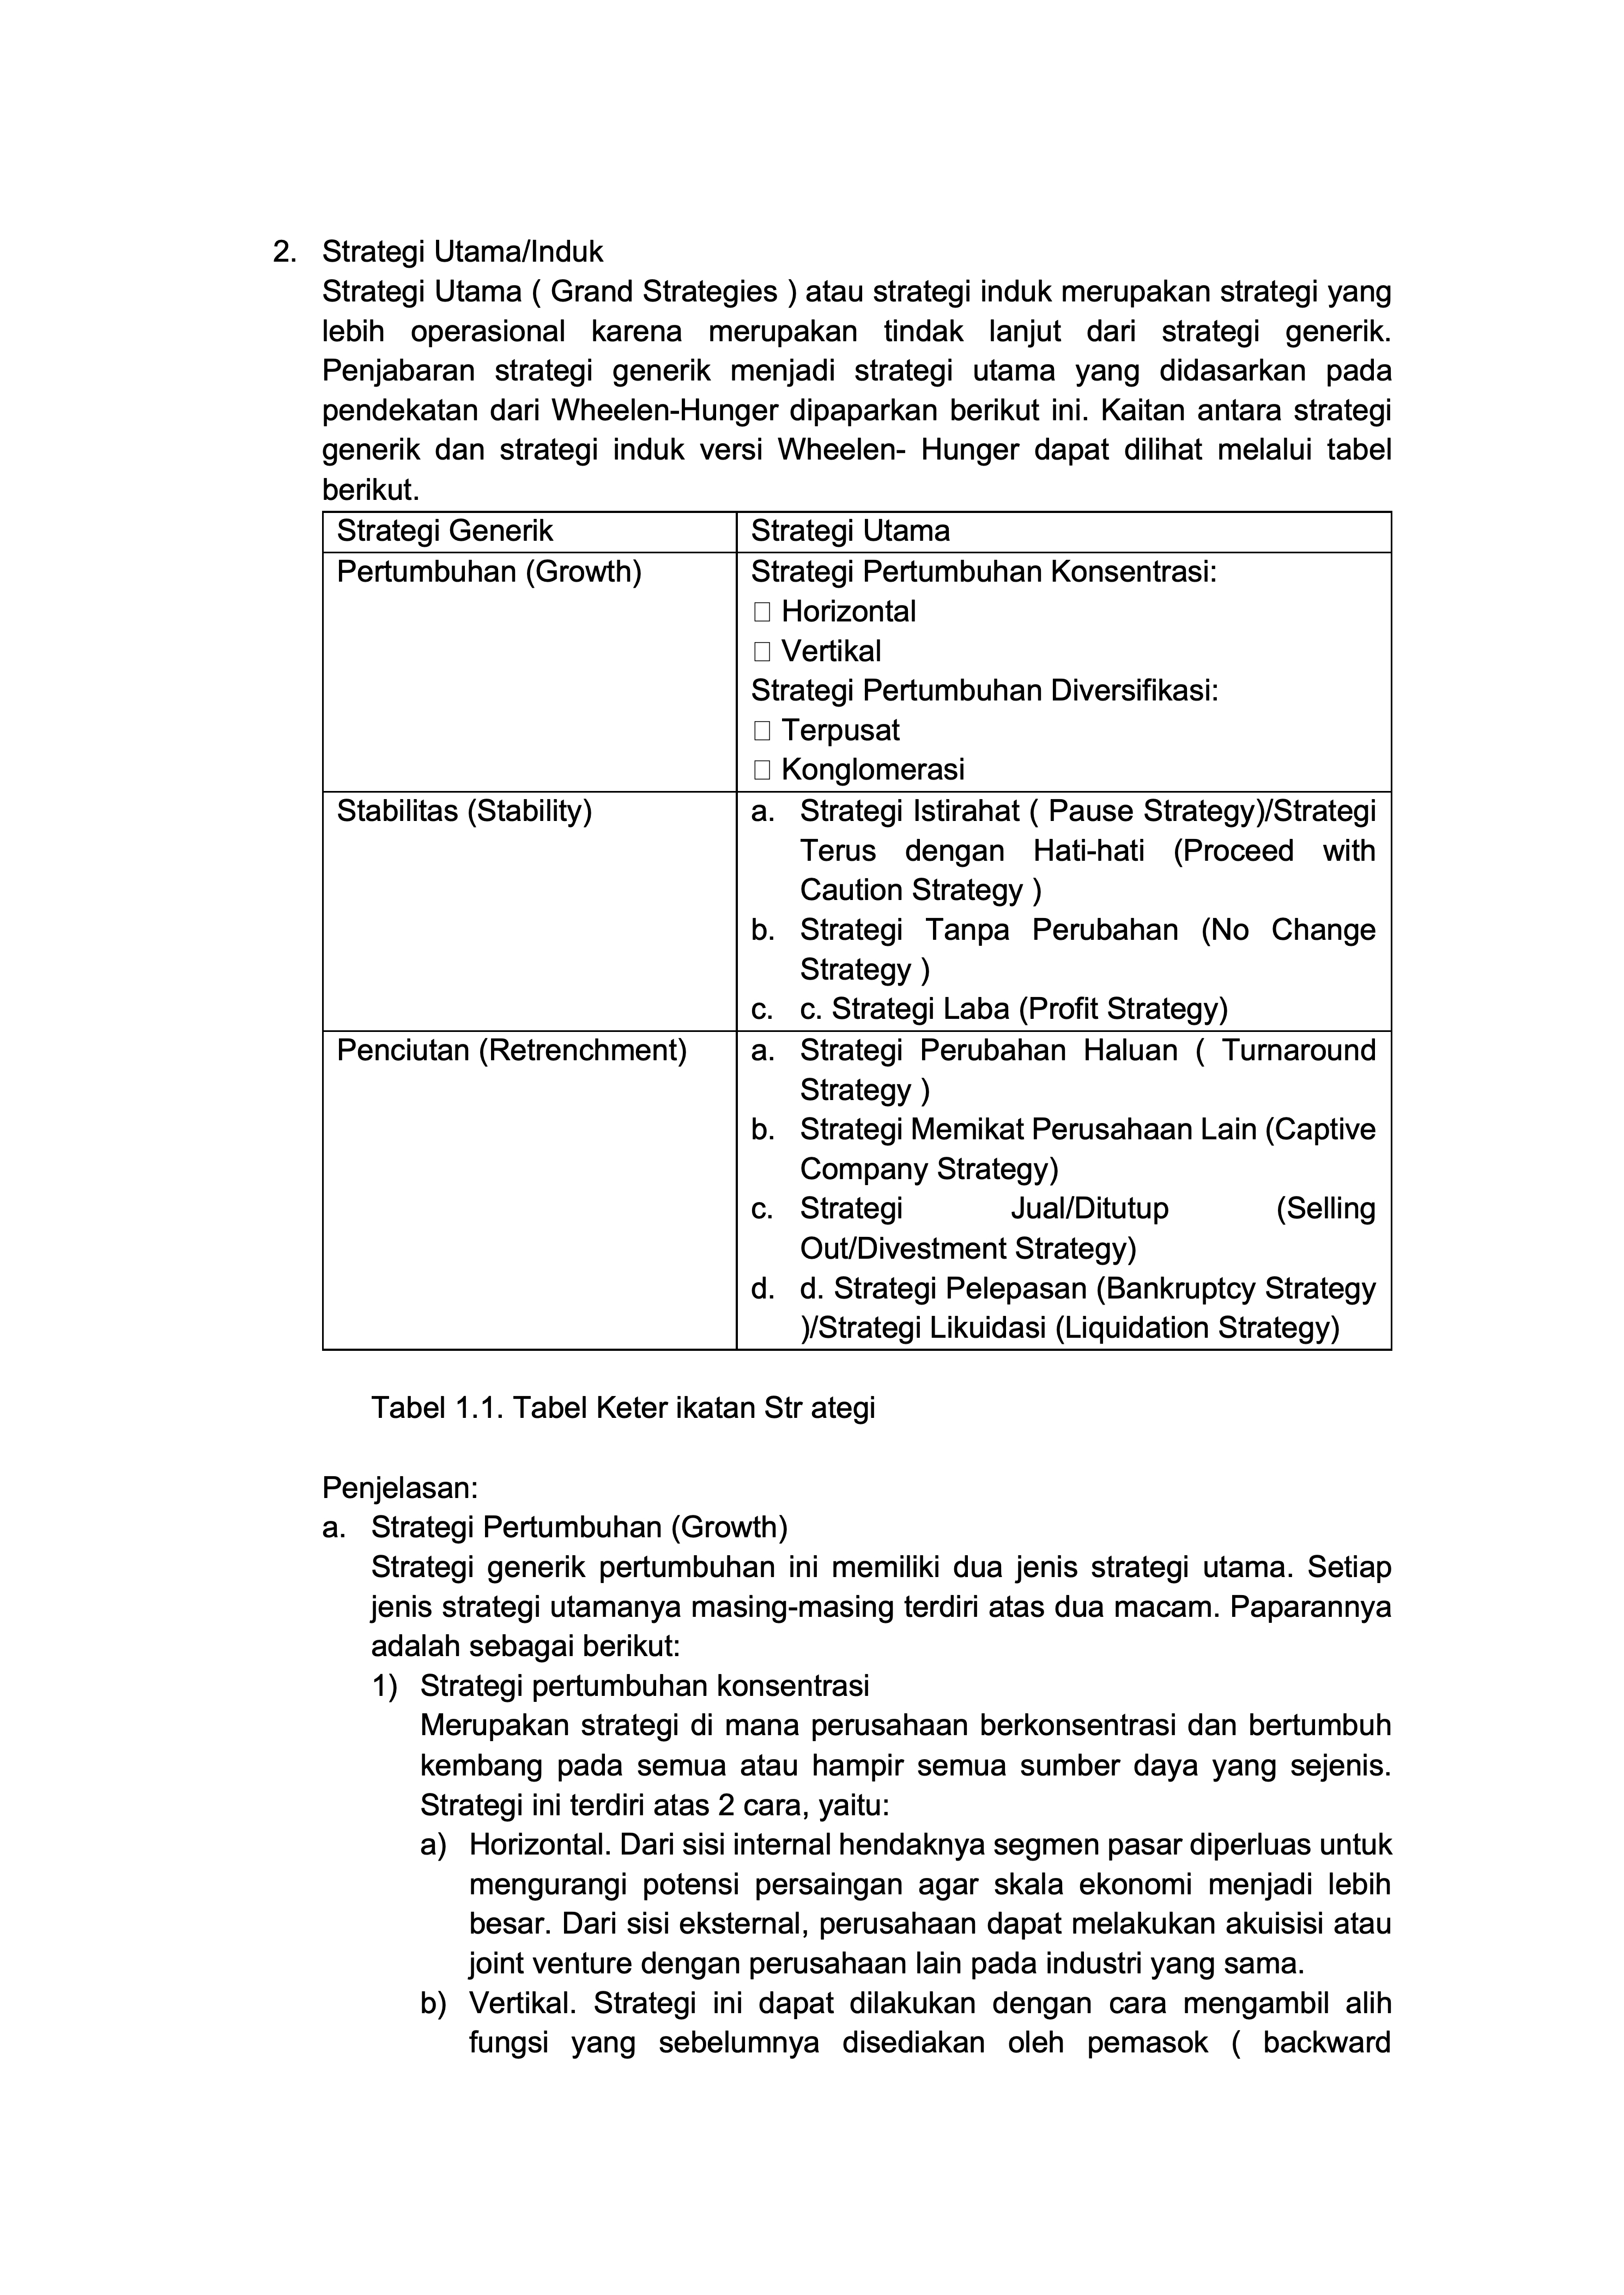 2. Strategi Utama/Induk
Strategi Utama ( Grand Strategies ) atau strategi induk merupakan strategi yang
lebih operasional karena merupakan tindak lanjut dari strategi generik.
Penjabaran strategi generik menjadi strategi utama yang didasarkan pada
pendekatan dari Wheelen-Hunger dipaparkan berikut ini. Kaitan antara strategi
generik dan strategi induk versi Wheelen- Hunger dapat dilihat melalui tabel
berikut.
Strategi Generik
Strategi Utama
Pertumbuhan (Growth)
Strategi Pertumbuhan Konsentrasi:
□ Horizontal
□ Vertikal
Strategi Pertumbuhan Diversifikasi:
□ Terpusat
□ Konglomerasi
Stabilitas (Stability)
a. Strategi Istirahat ( Pause Strategy)/Strategi
Terus dengan Hati-hati (Proceed with
Caution Strategy )
b. Strategi Tanpa Perubahan (No Change
Strategy )
c. c. Strategi Laba (Profit Strategy)
Penciutan (Retrenchment)
a. Strategi Perubahan Haluan ( Turnaround
Strategy )
b. Strategi Memikat Perusahaan Lain (Captive
Company Strategy)
c. Strategi Jual/Ditutup (Selling
Out/Divestment Strategy)
d. d. Strategi Pelepasan (Bankruptcy Strategy
)/Strategi Likuidasi (Liquidation Strategy)
Tabel 1.1. Tabel Keter ikatan Str ategi
Penjelasan:
a. Strategi Pertumbuhan (Growth)
Strategi generik pertumbuhan ini memiliki dua jenis strategi utama. Setiap
jenis strategi utamanya masing-masing terdiri atas dua macam. Paparannya
adalah sebagai berikut:
1) Strategi pertumbuhan konsentrasi
Merupakan strategi di mana perusahaan berkonsentrasi dan bertumbuh
kembang pada semua atau hampir semua sumber daya yang sejenis.
Strategi ini terdiri atas 2 cara, yaitu:
a) Horizontal. Dari sisi internal hendaknya segmen pasar diperluas untuk
mengurangi potensi persaingan agar skala ekonomi menjadi lebih
besar. Dari sisi eksternal, perusahaan dapat melakukan akuisisi atau
joint venture dengan perusahaan lain pada industri yang sama.
b) Vertikal. Strategi ini dapat dilakukan dengan cara mengambil alih
fungsi yang sebelumnya disediakan oleh pemasok ( backward